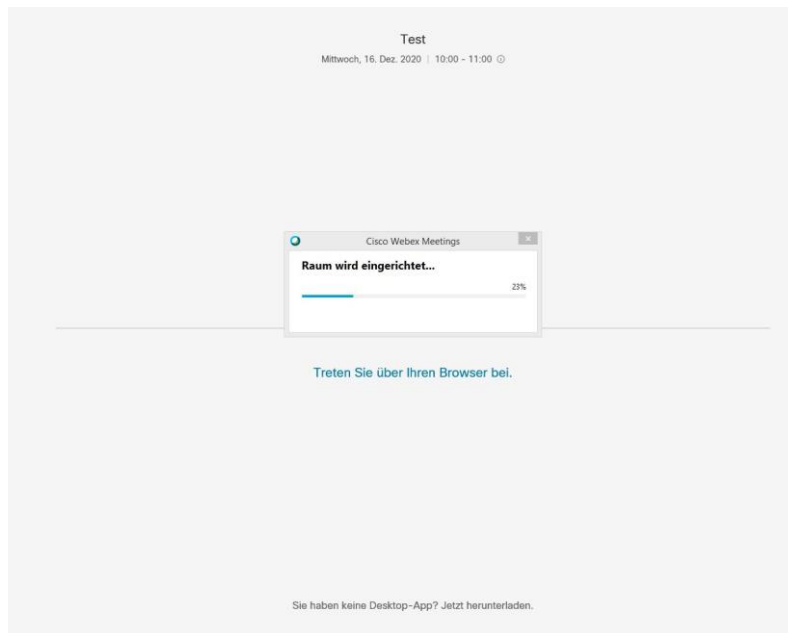 Test
Mittwoch, 16. Dez. 2020 | 10:00 - 11:00
Cisco Webex Meetings
Raum wird eingerichtet...
23%
Treten Sie über Ihren Browser bei.
Sie haben keine Desktop-App? Jetzt herunterladen.